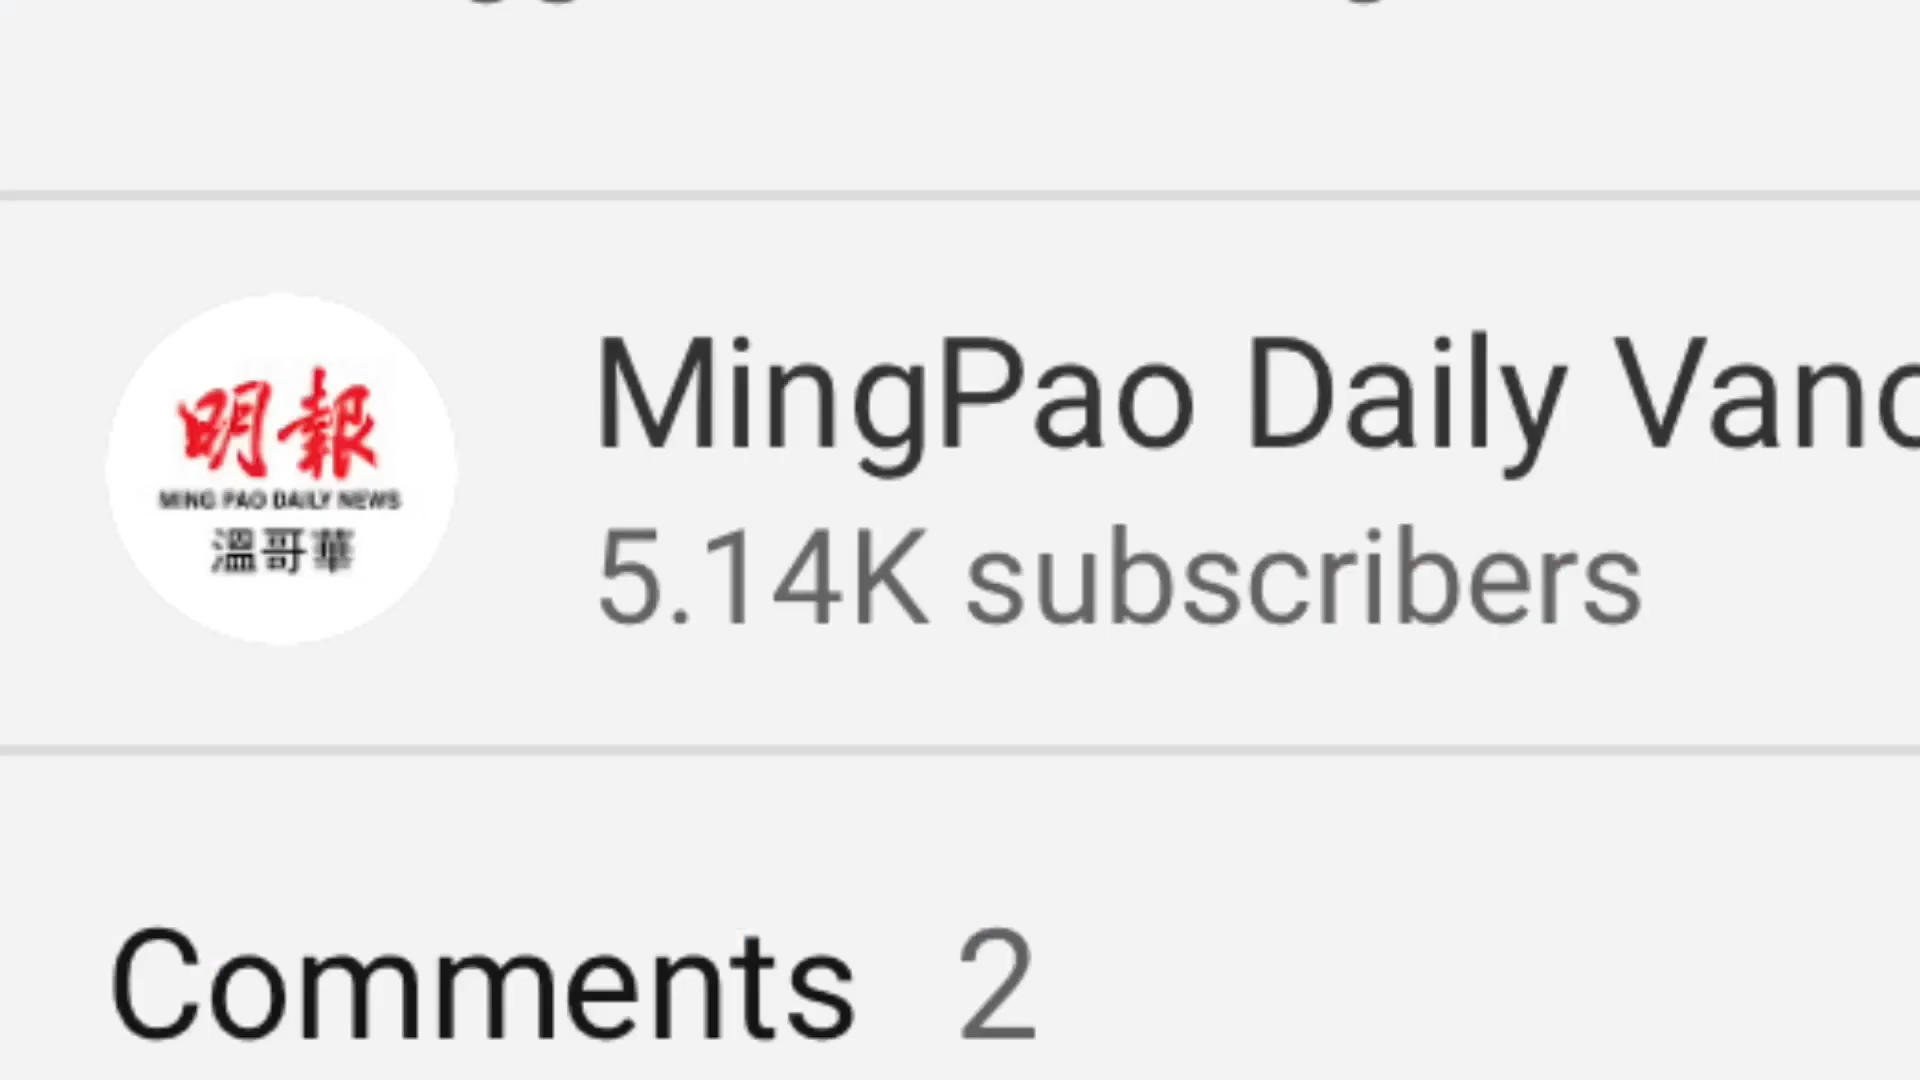 明報
MING PAO DAILY NEWS
溫哥華
MingPao Daily Vanc
5.14K subscribers
Comments 2